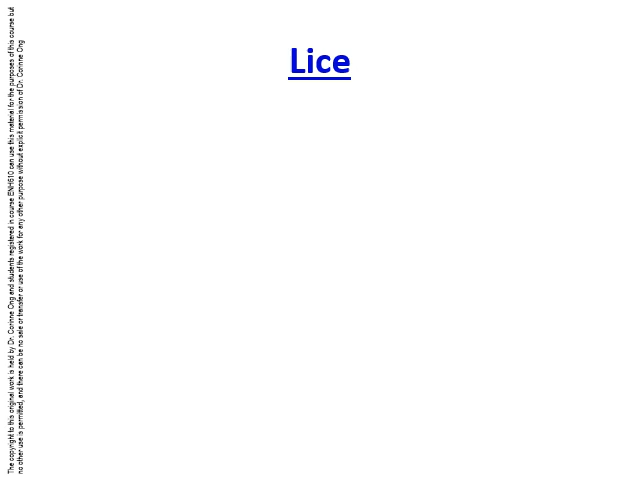 Lice
The copyright to this original work is held by Dr. Corinne Ong and students registered in course ENH610 can use this material for the purposes of this course but
no other use is permitted, and there can be no sale or transfer or use of the work for any other purpose without explicit permission of Dr. Corinne Ong